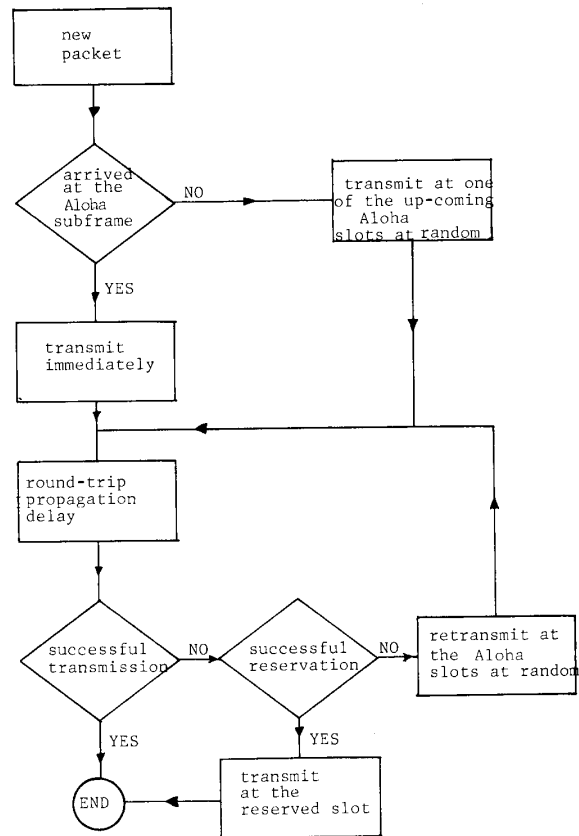 new
packet
arrived
at the
Aloha
subframe
NO
transmit at one
of the up-coming
Aloha
slots at random
YES
transmit
immediately
round-trip
propagation
delay
successful
transmission
NO
successful
reservation
NO
retransmit at
the Aloha
slots at random
YES
YES
END
transmit
at the
reserved slot